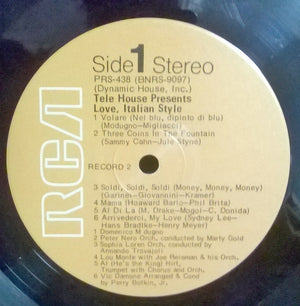 Side 1 Stereo
PRS-438 (BNRS-9097)
(Dynamic House, Inc.)
Tele House Presents
Love, Italian Style
1 Volare (Nel blu, dipinto di blu)
(Modugno-Migliacci)
2 Three Coins In The Fountain
(Sammy Cahn-Jule Styne)
RECORD 2
3 Soldi, Soldi, Soldi (Money, Money, Money)
(Garinei-Giovannini-Kramer)
4 Mama (Howard Barlo-Phil Brita)
5 Al Di La (M. Drake-Mogol-C. Donida)
6 Arrivederci, My Love (Sydney Lee-
Hans Bradtke-Henry Meyer)
1 Domenico Modugno
2 Peter Nero Orch. conducted by Marty Gold
3 Sophia Loren Orch. conducted by
Armando Trovajoli
4 Lou Monte with Joe Reisman & his Orch.
5 Al (He's the King) Hirt,
Trumpet with Chorus and Orch.
6 Vic Damone Arranged & Cond
by Perry Botkin, Jr.
RCA